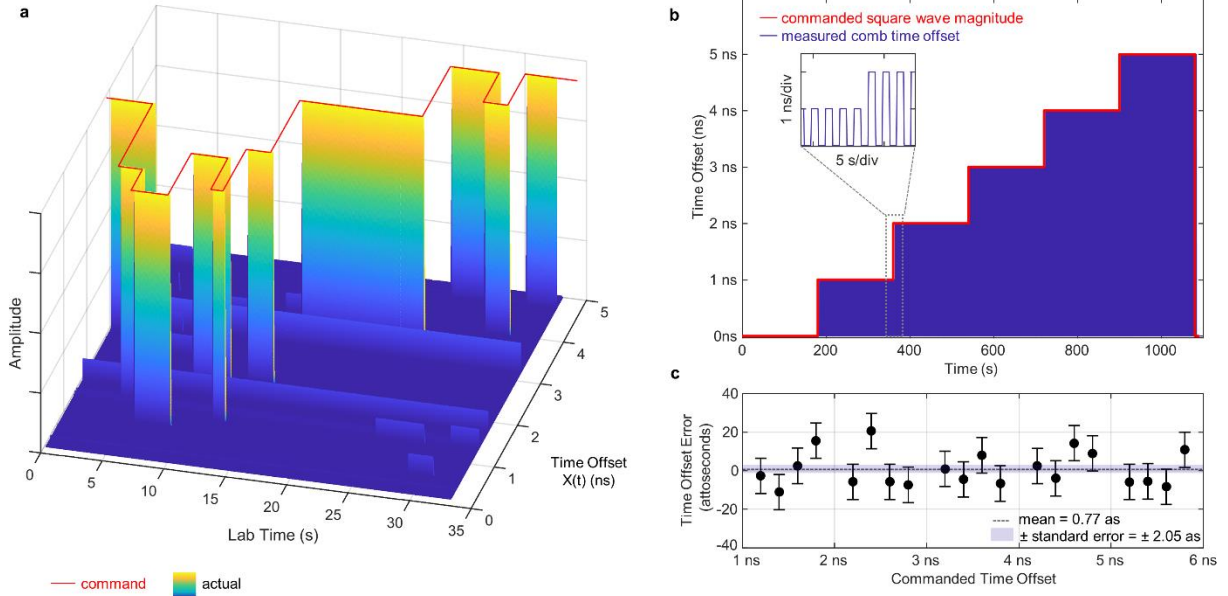 a
Amplitude
0
5
10
15
20
25
30
35
Lab Time (s)
0
1
2
3
4
5
Time Offset
X(t) (ns)
command
actual
b
commanded square wave magnitude
measured comb time offset
5 ns
4 ns
3 ns
2 ns
1 ns
0ns
Time Offset (ns)
1 ns/div
5 s/div
0
200
400
600
800
1000
Time (s)
c
40
20
0
-20
-40
Time Offset Error
(attoseconds)
mean = 0.77 as
± standard error = ± 2.05 as
1 ns
2 ns
3 ns
4 ns
5 ns
6 ns
Commanded Time Offset